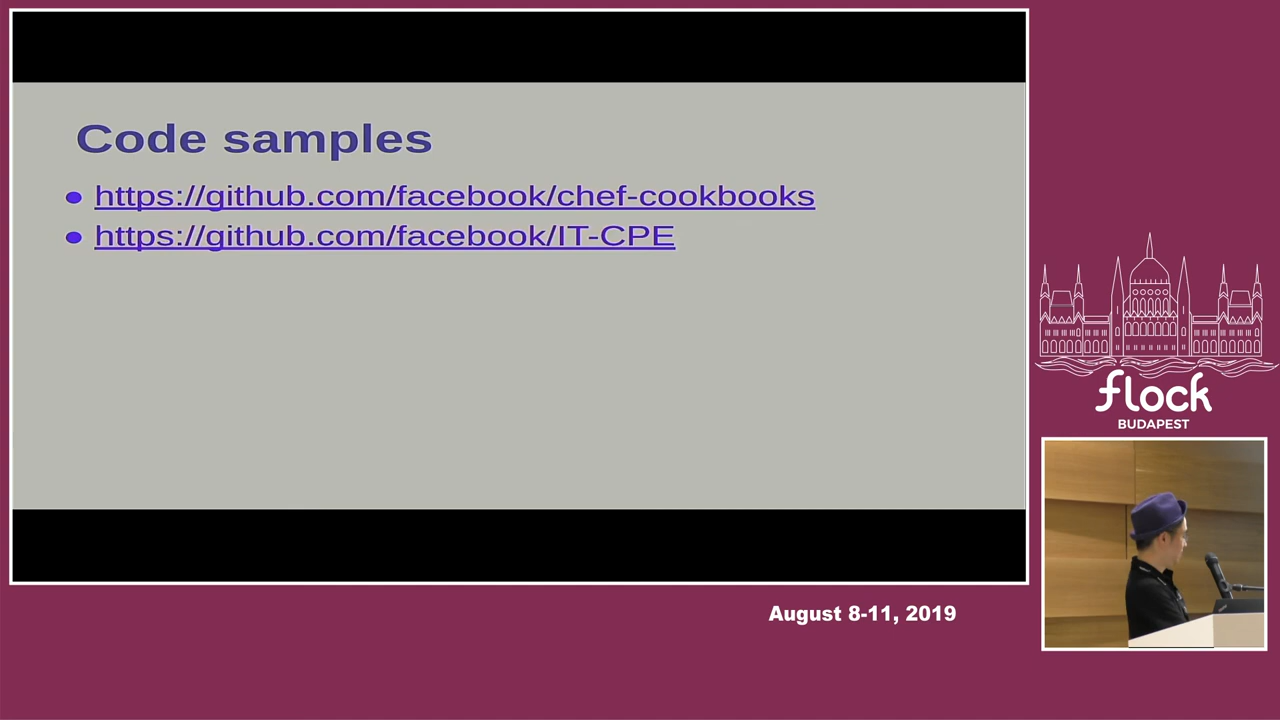 Code samples
https://github.com/facebook/chef-cookbooks
https://github.com/facebook/IT-CPE
flock
BUDAPEST
August 8-11, 2019